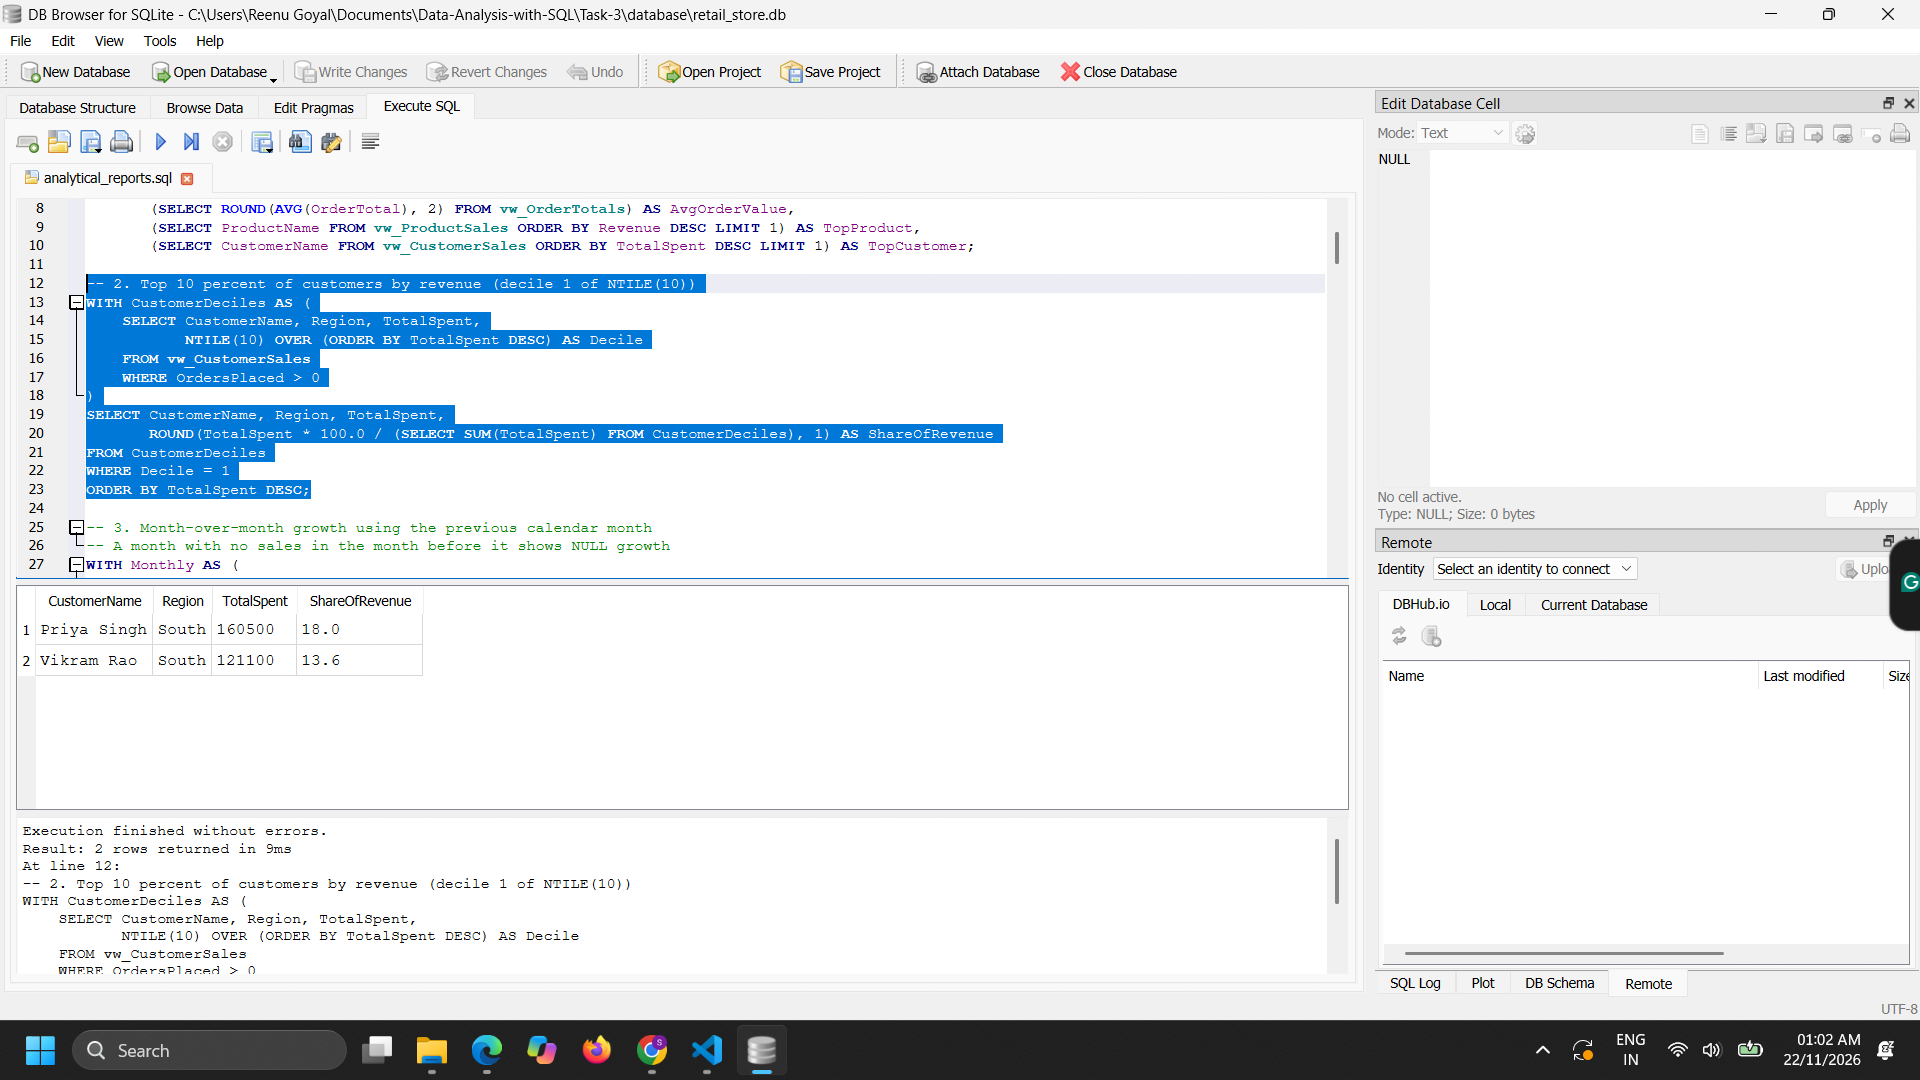 DB Browser for SQLite - C:\Users\Reenu Goyal\Documents\Data-Analysis-with-SQL\Task-3\database\retail_store.db
File Edit View Tools Help
New Database Open Database Write Changes Revert Changes Undo Open Project Save Project Attach Database Close Database
Database Structure Browse Data Edit Pragmas Execute SQL
analytical_reports.sql
8 (SELECT ROUND(AVG(OrderTotal), 2) FROM vw_OrderTotals) AS AvgOrderValue,
9 (SELECT ProductName FROM vw_ProductSales ORDER BY Revenue DESC LIMIT 1) AS TopProduct,
10 (SELECT CustomerName FROM vw_CustomerSales ORDER BY TotalSpent DESC LIMIT 1) AS TopCustomer;
11
12 -- 2. Top 10 percent of customers by revenue (decile 1 of NTILE(10))
13 WITH CustomerDeciles AS (
14 SELECT CustomerName, Region, TotalSpent,
15 NTILE(10) OVER (ORDER BY TotalSpent DESC) AS Decile
16 FROM vw_CustomerSales
17 WHERE OrdersPlaced > 0
18 )
19 SELECT CustomerName, Region, TotalSpent,
20 ROUND(TotalSpent * 100.0 / (SELECT SUM(TotalSpent) FROM CustomerDeciles), 1) AS ShareOfRevenue
21 FROM CustomerDeciles
22 WHERE Decile = 1
23 ORDER BY TotalSpent DESC;
24
25 -- 3. Month-over-month growth using the previous calendar month
26 -- A month with no sales in the month before it shows NULL growth
27 WITH Monthly AS (
CustomerName Region TotalSpent ShareOfRevenue
1 Priya Singh South 160500 18.0
2 Vikram Rao South 121100 13.6
Execution finished without errors.
Result: 2 rows returned in 9ms
At line 12:
-- 2. Top 10 percent of customers by revenue (decile 1 of NTILE(10))
WITH CustomerDeciles AS (
SELECT CustomerName, Region, TotalSpent,
NTILE(10) OVER (ORDER BY TotalSpent DESC) AS Decile
FROM vw_CustomerSales
WHERE OrdersPlaced > 0
Edit Database Cell
Mode: Text
NULL
No cell active.
Type: NULL; Size: 0 bytes
Apply
Remote
Identity Select an identity to connect Uplo
DBHub.io Local Current Database
Name Last modified Size
SQL Log Plot DB Schema Remote
UTF-8
Search
ENG
IN
01:02 AM
22/11/2026